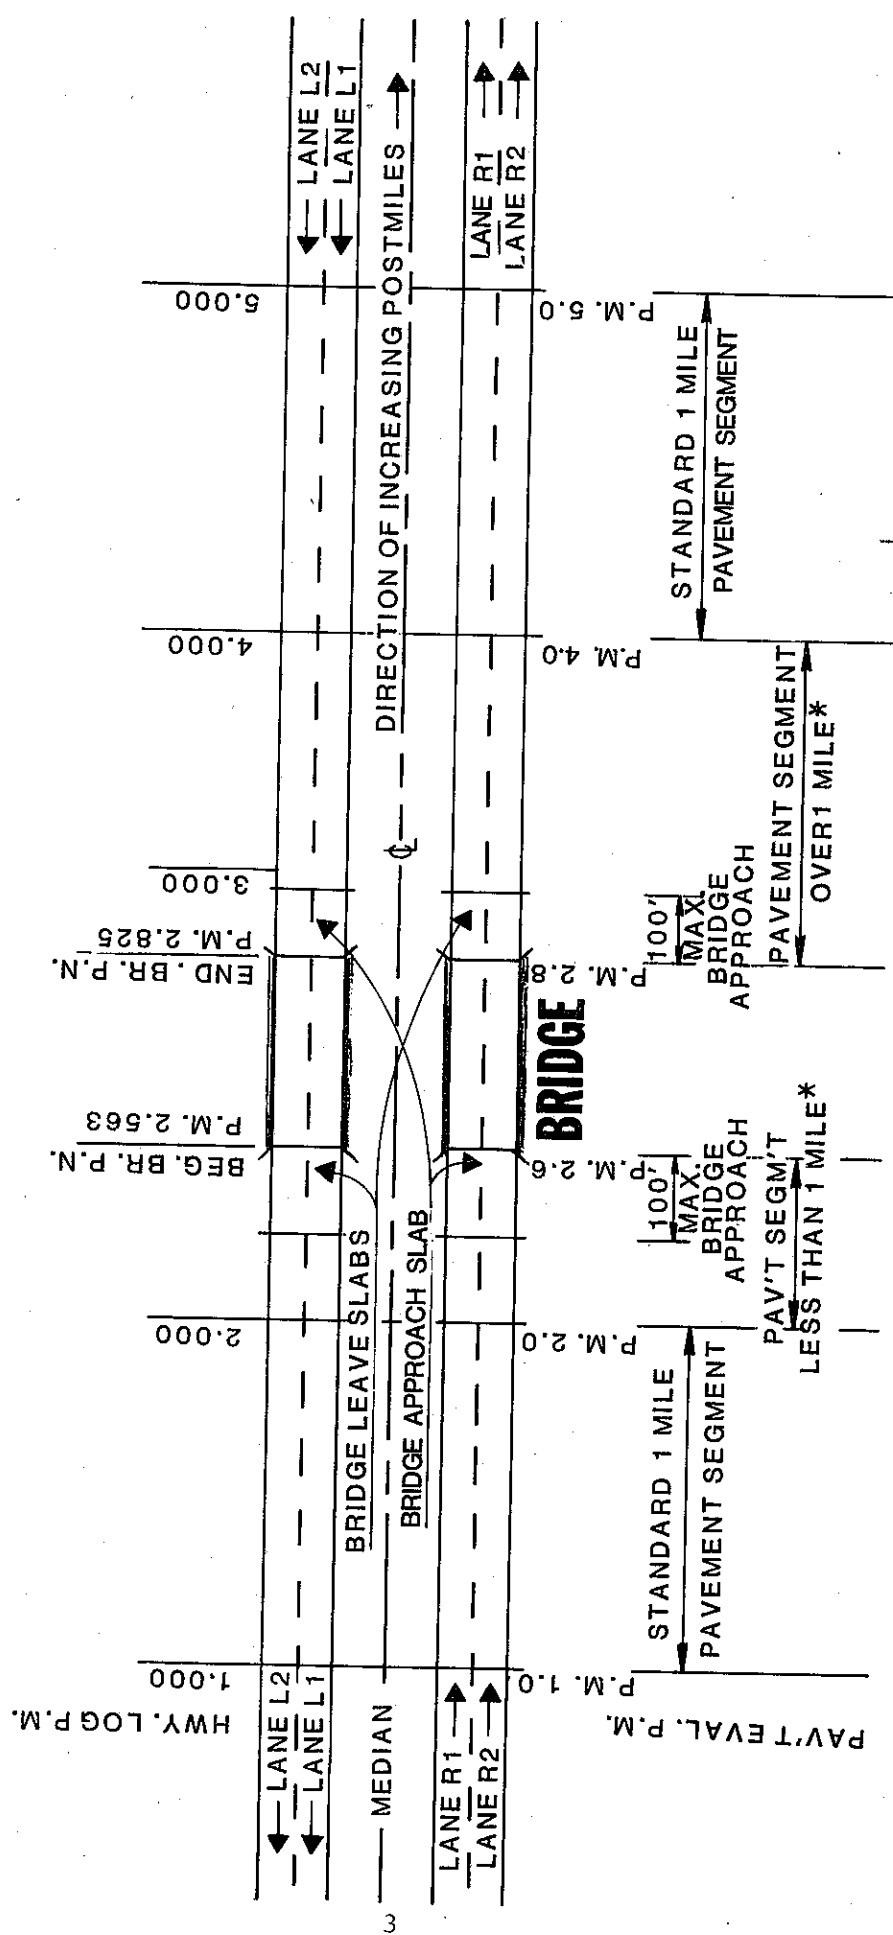 HWY. LOG P.M.
1.000
2.000
BEG. BR. P.N.
P.M. 2.563
END. BR. P.N.
P.M. 2.825
3.000
4.000
5.000
LANE L2
LANE L1
LANE L2
LANE L1
BRIDGE LEAVE SLABS
MEDIAN
℄
DIRECTION OF INCREASING POSTMILES
BRIDGE APPROACH SLAB
LANE R1
LANE R2
LANE R1
LANE R2
PAV'T EVAL. P.M.
P.M. 1.0
P.M. 2.0
P.M. 2.6
P.M. 2.8
P.M. 4.0
P.M. 5.0
BRIDGE
STANDARD 1 MILE
PAVEMENT SEGMENT
100'
MAX.
BRIDGE
APPROACH
PAV'T SEGM'T
LESS THAN 1 MILE*
100'
MAX.
BRIDGE
APPROACH
PAVEMENT SEGMENT
OVER 1 MILE*
STANDARD 1 MILE
PAVEMENT SEGMENT
3